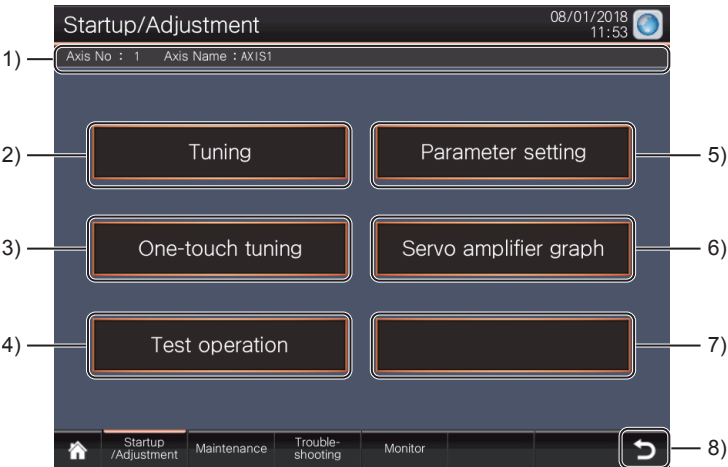 Startup/Adjustment
08/01/2018
11:53
1)
Axis No : 1 Axis Name : AXIS1
2)
Tuning
Parameter setting
5)
3)
One-touch tuning
Servo amplifier graph
6)
4)
Test operation
7)
Startup
/Adjustment
Maintenance
Trouble-
shooting
Monitor
8)